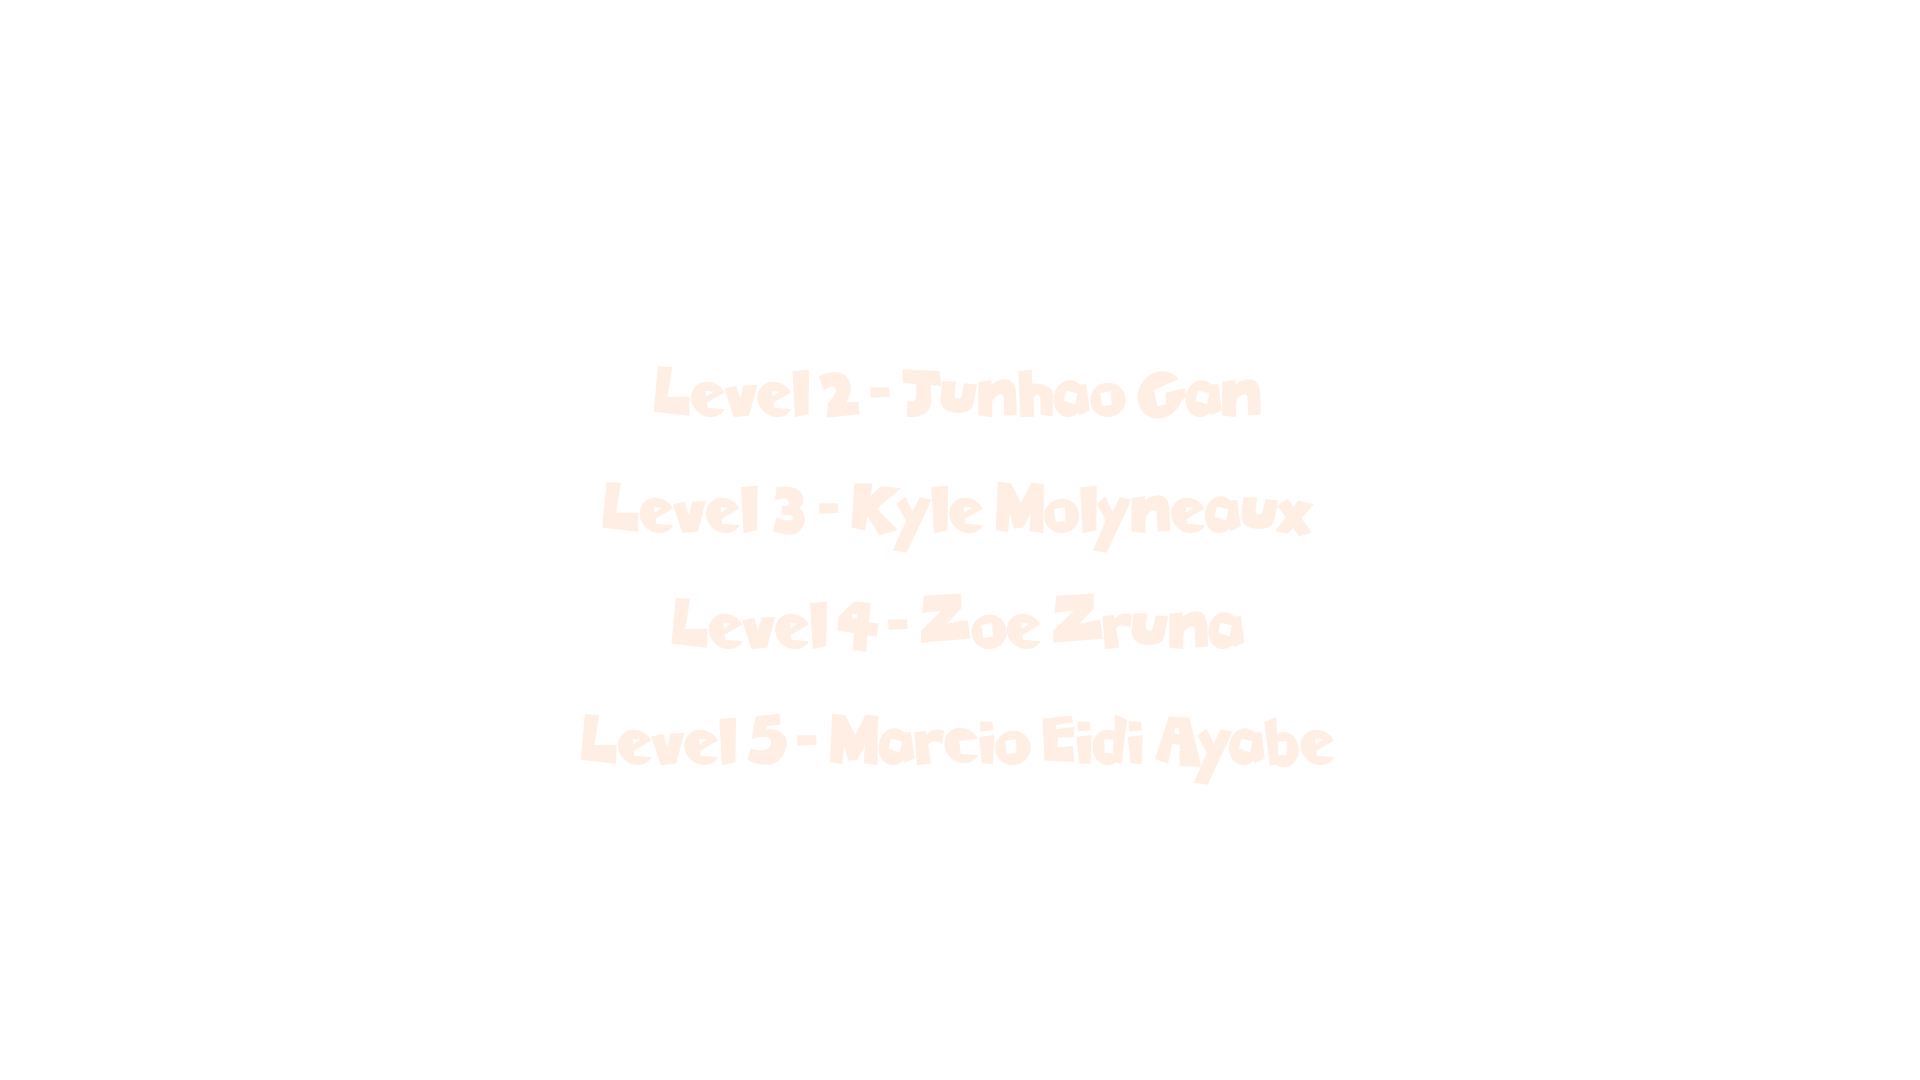 Level 2 - Junhao Gan
Level 3 - Kyle Molyneaux
Level 4 - Zoe Zruna
Level 5 - Marcio Eidi Ayabe